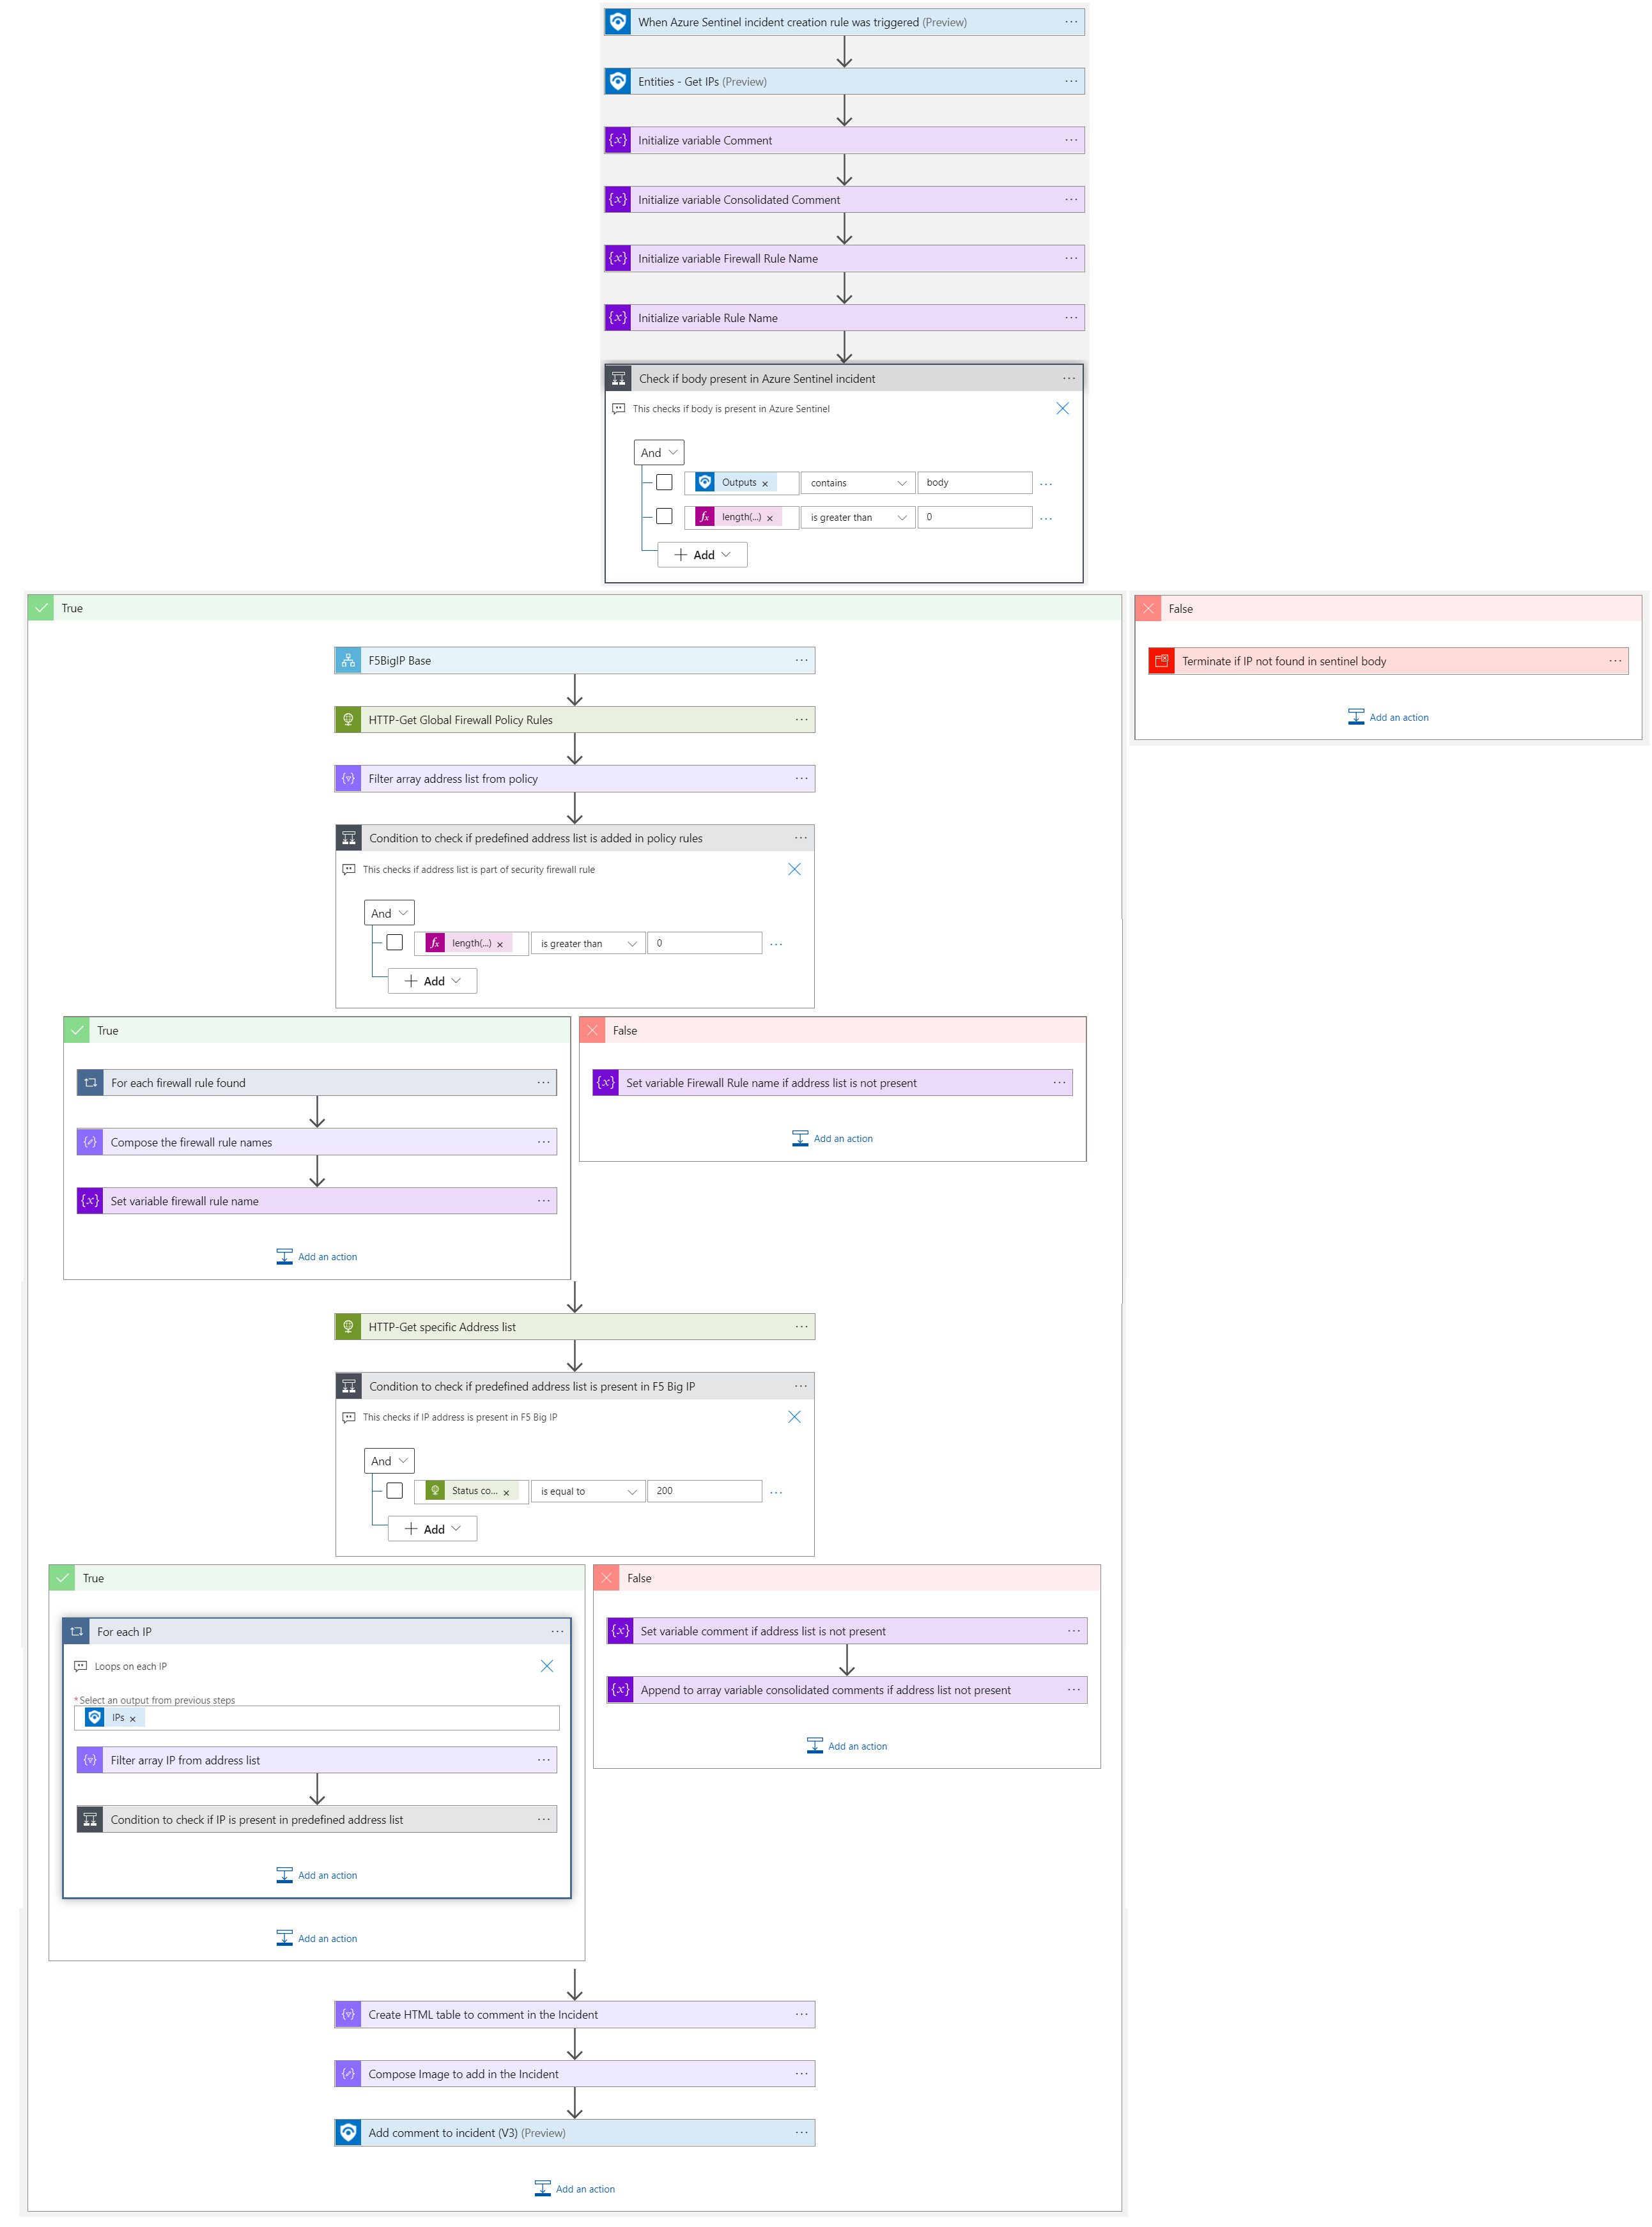 When Azure Sentinel incident creation rule was triggered (Preview) ...
Entities - Get IPs (Preview) ...
{x} Initialize variable Comment ...
{x} Initialize variable Consolidated Comment ...
{x} Initialize variable Firewall Rule Name ...
{x} Initialize variable Rule Name ...
Check if body present in Azure Sentinel incident ...
This checks if body is present in Azure Sentinel
And
Outputs × contains body ...
fx length(...) × is greater than 0 ...
+ Add
True
False
F5BigIP Base ...
Terminate if IP not found in sentinel body ...
Add an action
HTTP-Get Global Firewall Policy Rules ...
Filter array address list from policy ...
Condition to check if predefined address list is added in policy rules ...
This checks if address list is part of security firewall rule
And
fx length(...) × is greater than 0 ...
+ Add
True
False
For each firewall rule found ...
{x} Set variable Firewall Rule name if address list is not present ...
Add an action
Compose the firewall rule names ...
{x} Set variable firewall rule name ...
Add an action
HTTP-Get specific Address list ...
Condition to check if predefined address list is present in F5 Big IP ...
This checks if IP address is present in F5 Big IP
And
Status co... × is equal to 200 ...
+ Add
True
False
For each IP ...
Loops on each IP
* Select an output from previous steps
IPs ×
Filter array IP from address list ...
Condition to check if IP is present in predefined address list ...
Add an action
Add an action
{x} Set variable comment if address list is not present ...
{x} Append to array variable consolidated comments if address list not present ...
Add an action
Create HTML table to comment in the Incident ...
Compose Image to add in the Incident ...
Add comment to incident (V3) (Preview) ...
Add an action